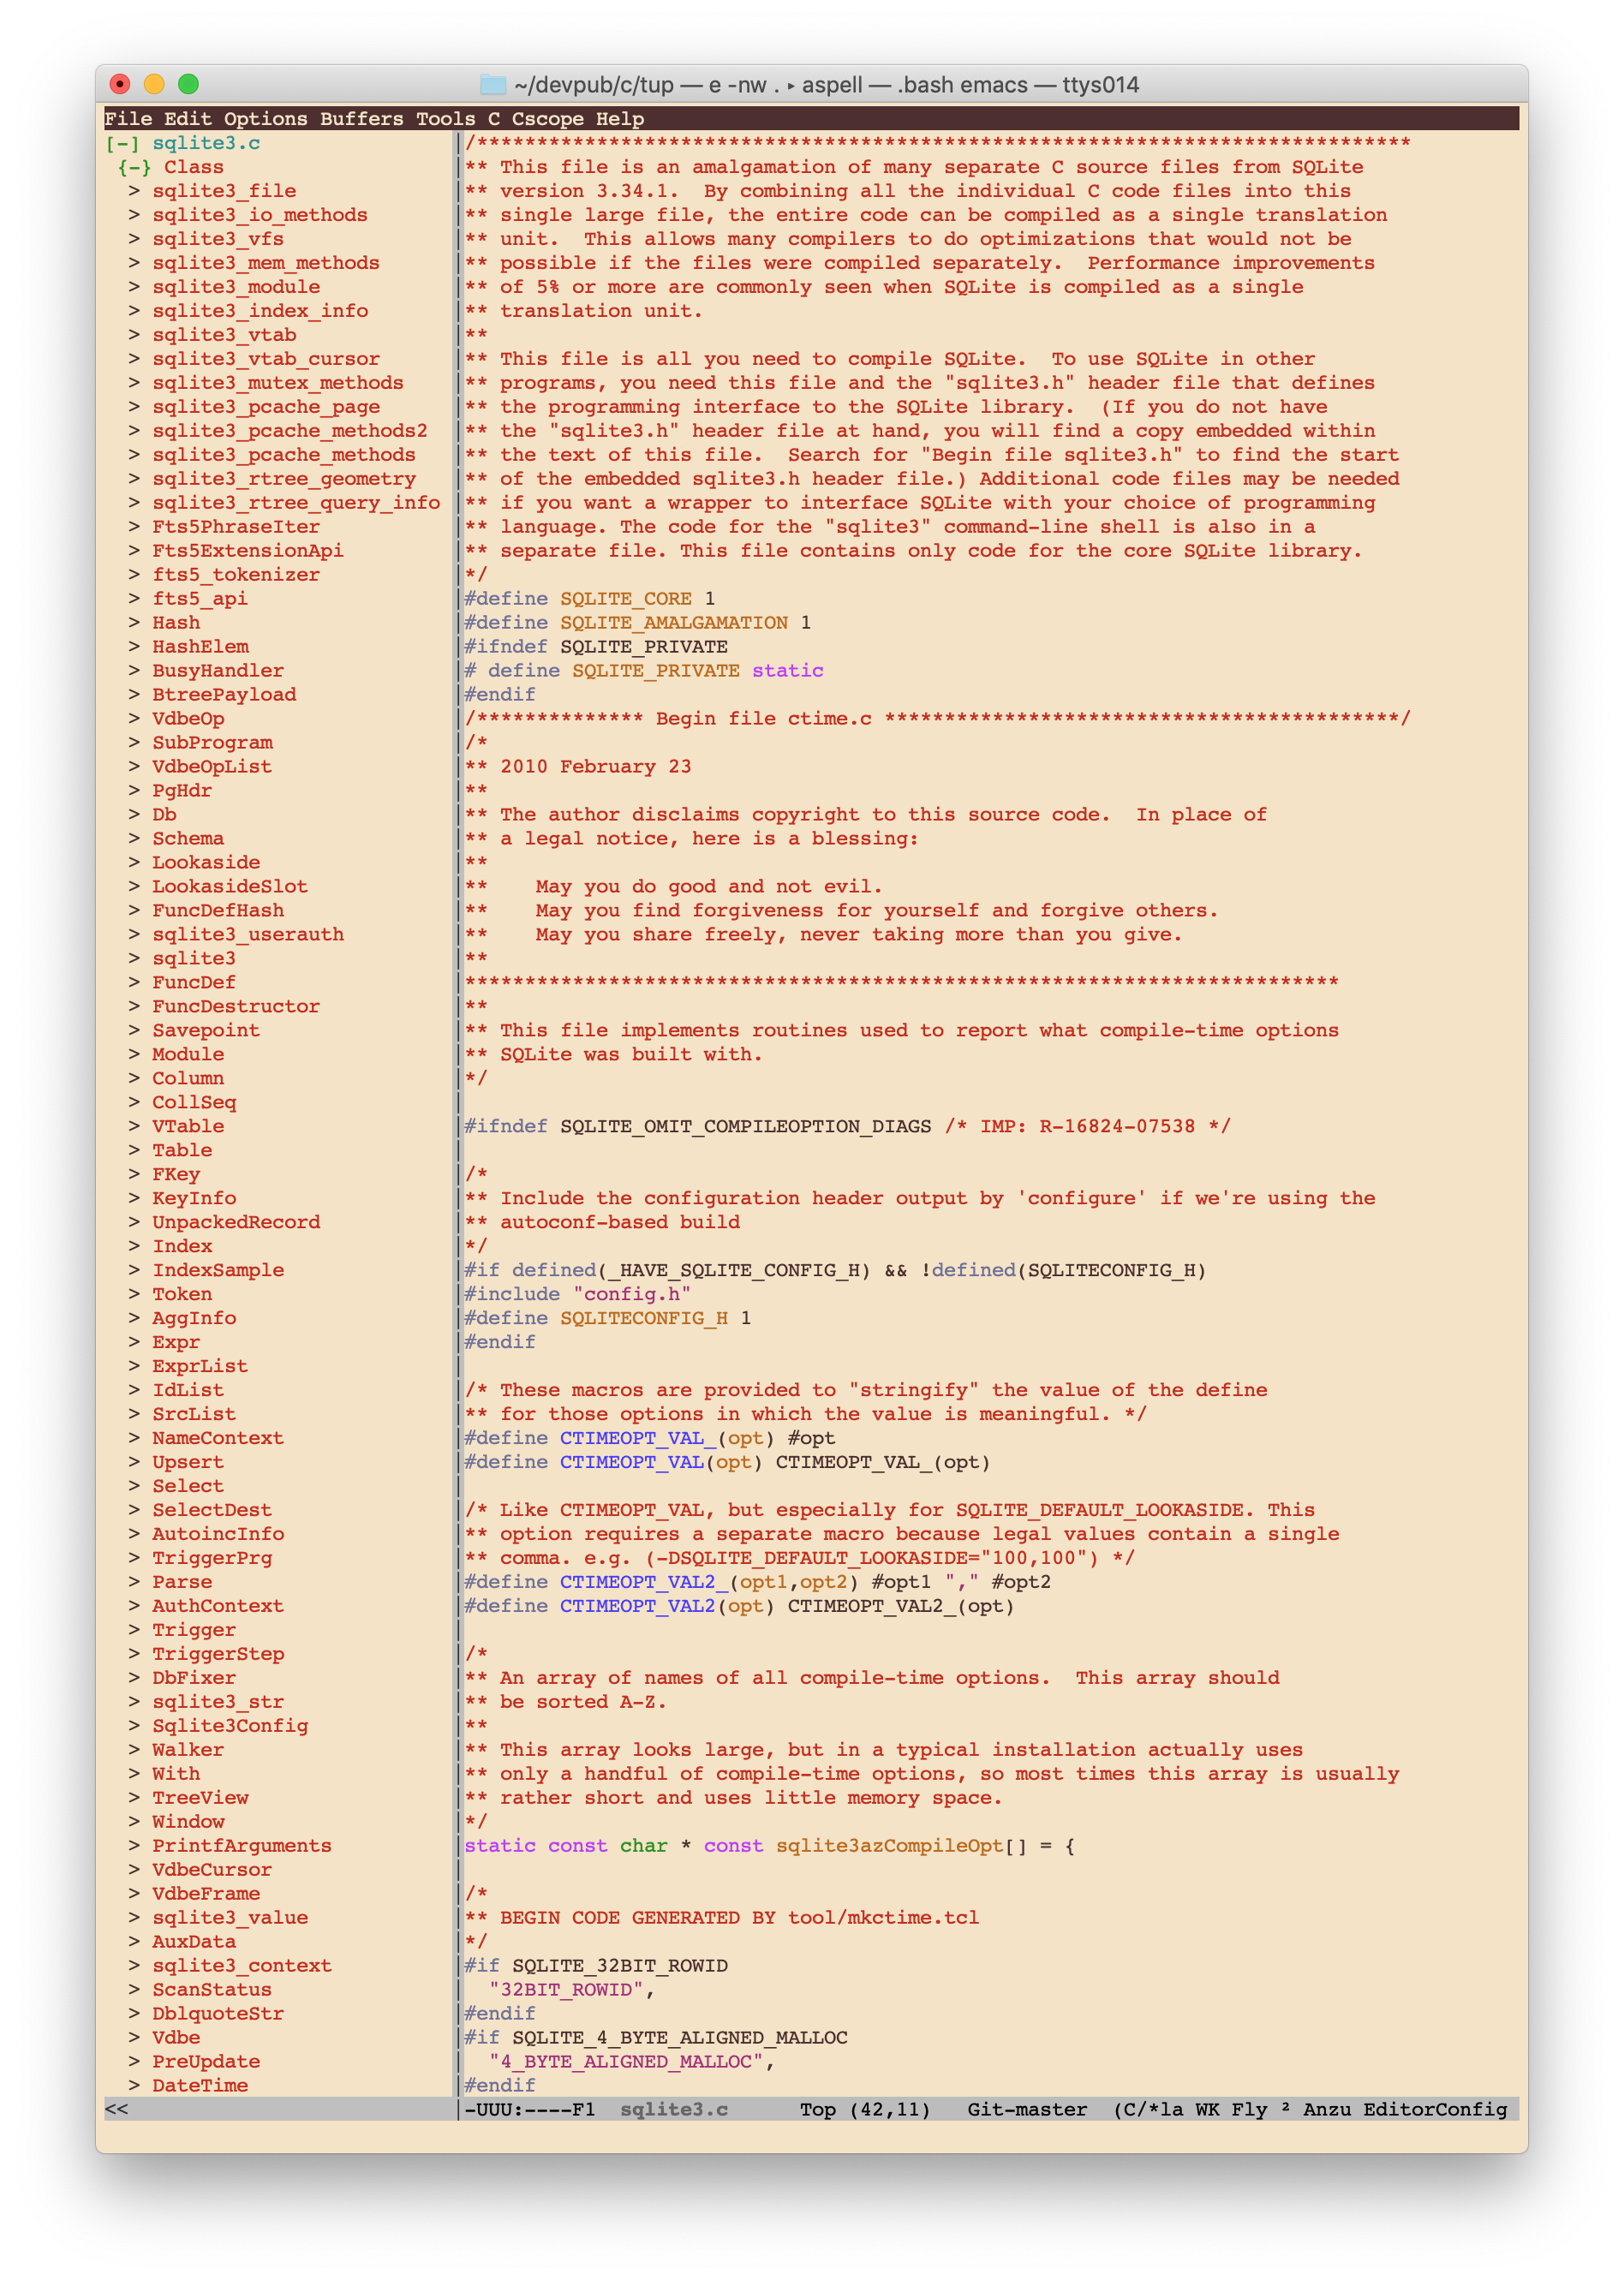 ~/devpub/c/tup — e -nw . ▸ aspell — .bash emacs — ttys014
File Edit Options Buffers Tools C Cscope Help
[-] sqlite3.c
{-} Class
> sqlite3_file
> sqlite3_io_methods
> sqlite3_vfs
> sqlite3_mem_methods
> sqlite3_module
> sqlite3_index_info
> sqlite3_vtab
> sqlite3_vtab_cursor
> sqlite3_mutex_methods
> sqlite3_pcache_page
> sqlite3_pcache_methods2
> sqlite3_pcache_methods
> sqlite3_rtree_geometry
> sqlite3_rtree_query_info
> Fts5PhraseIter
> Fts5ExtensionApi
> fts5_tokenizer
> fts5_api
> Hash
> HashElem
> BusyHandler
> BtreePayload
> VdbeOp
> SubProgram
> VdbeOpList
> PgHdr
> Db
> Schema
> Lookaside
> LookasideSlot
> FuncDefHash
> sqlite3_userauth
> sqlite3
> FuncDef
> FuncDestructor
> Savepoint
> Module
> Column
> CollSeq
> VTable
> Table
> FKey
> KeyInfo
> UnpackedRecord
> Index
> IndexSample
> Token
> AggInfo
> Expr
> ExprList
> IdList
> SrcList
> NameContext
> Upsert
> Select
> SelectDest
> AutoincInfo
> TriggerPrg
> Parse
> AuthContext
> Trigger
> TriggerStep
> DbFixer
> sqlite3_str
> Sqlite3Config
> Walker
> With
> TreeView
> Window
> PrintfArguments
> VdbeCursor
> VdbeFrame
> sqlite3_value
> AuxData
> sqlite3_context
> ScanStatus
> DblquoteStr
> Vdbe
> PreUpdate
> DateTime
<<
/******************************************************************************
** This file is an amalgamation of many separate C source files from SQLite
** version 3.34.1.  By combining all the individual C code files into this
** single large file, the entire code can be compiled as a single translation
** unit.  This allows many compilers to do optimizations that would not be
** possible if the files were compiled separately.  Performance improvements
** of 5% or more are commonly seen when SQLite is compiled as a single
** translation unit.
**
** This file is all you need to compile SQLite.  To use SQLite in other
** programs, you need this file and the "sqlite3.h" header file that defines
** the programming interface to the SQLite library.  (If you do not have
** the "sqlite3.h" header file at hand, you will find a copy embedded within
** the text of this file.  Search for "Begin file sqlite3.h" to find the start
** of the embedded sqlite3.h header file.) Additional code files may be needed
** if you want a wrapper to interface SQLite with your choice of programming
** language. The code for the "sqlite3" command-line shell is also in a
** separate file. This file contains only code for the core SQLite library.
*/
#define SQLITE_CORE 1
#define SQLITE_AMALGAMATION 1
#ifndef SQLITE_PRIVATE
# define SQLITE_PRIVATE static
#endif
/************** Begin file ctime.c *******************************************/
/*
** 2010 February 23
**
** The author disclaims copyright to this source code.  In place of
** a legal notice, here is a blessing:
**
**    May you do good and not evil.
**    May you find forgiveness for yourself and forgive others.
**    May you share freely, never taking more than you give.
**
*************************************************************************
**
** This file implements routines used to report what compile-time options
** SQLite was built with.
*/
#ifndef SQLITE_OMIT_COMPILEOPTION_DIAGS /* IMP: R-16824-07538 */
/*
** Include the configuration header output by 'configure' if we're using the
** autoconf-based build
*/
#if defined(_HAVE_SQLITE_CONFIG_H) && !defined(SQLITECONFIG_H)
#include "config.h"
#define SQLITECONFIG_H 1
#endif
/* These macros are provided to "stringify" the value of the define
** for those options in which the value is meaningful. */
#define CTIMEOPT_VAL_(opt) #opt
#define CTIMEOPT_VAL(opt) CTIMEOPT_VAL_(opt)
/* Like CTIMEOPT_VAL, but especially for SQLITE_DEFAULT_LOOKASIDE. This
** option requires a separate macro because legal values contain a single
** comma. e.g. (-DSQLITE_DEFAULT_LOOKASIDE="100,100") */
#define CTIMEOPT_VAL2_(opt1,opt2) #opt1 "," #opt2
#define CTIMEOPT_VAL2(opt) CTIMEOPT_VAL2_(opt)
/*
** An array of names of all compile-time options.  This array should
** be sorted A-Z.
**
** This array looks large, but in a typical installation actually uses
** only a handful of compile-time options, so most times this array is usually
** rather short and uses little memory space.
*/
static const char * const sqlite3azCompileOpt[] = {
/*
** BEGIN CODE GENERATED BY tool/mkctime.tcl
*/
#if SQLITE_32BIT_ROWID
"32BIT_ROWID",
#endif
#if SQLITE_4_BYTE_ALIGNED_MALLOC
"4_BYTE_ALIGNED_MALLOC",
#endif
-UUU:----F1  sqlite3.c      Top (42,11)   Git-master  (C/*la WK Fly ² Anzu EditorConfig